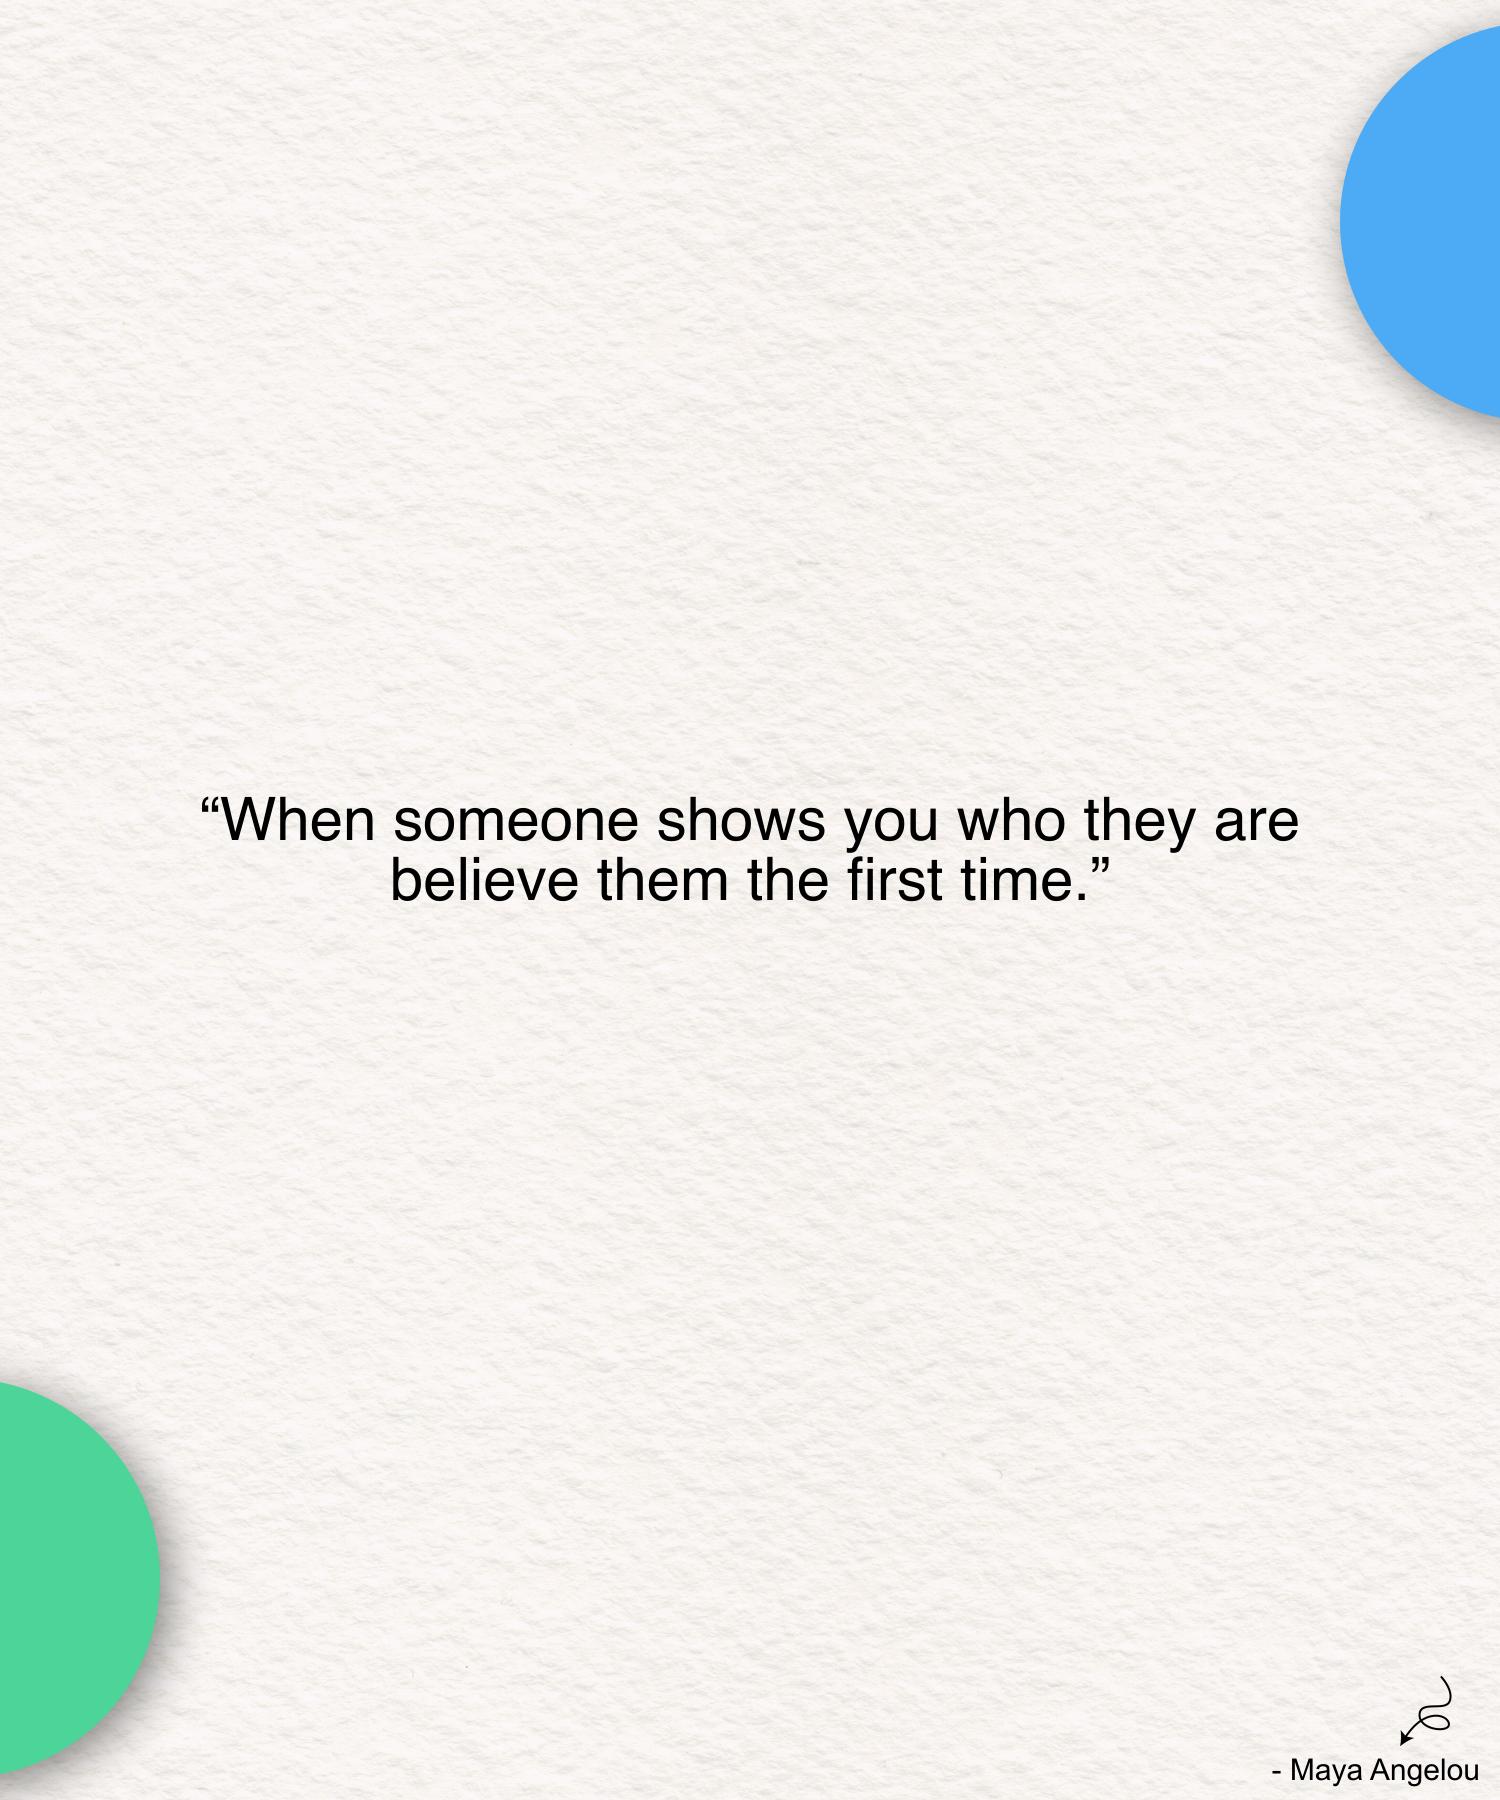 “When someone shows you who they are
believe them the first time.”
- Maya Angelou